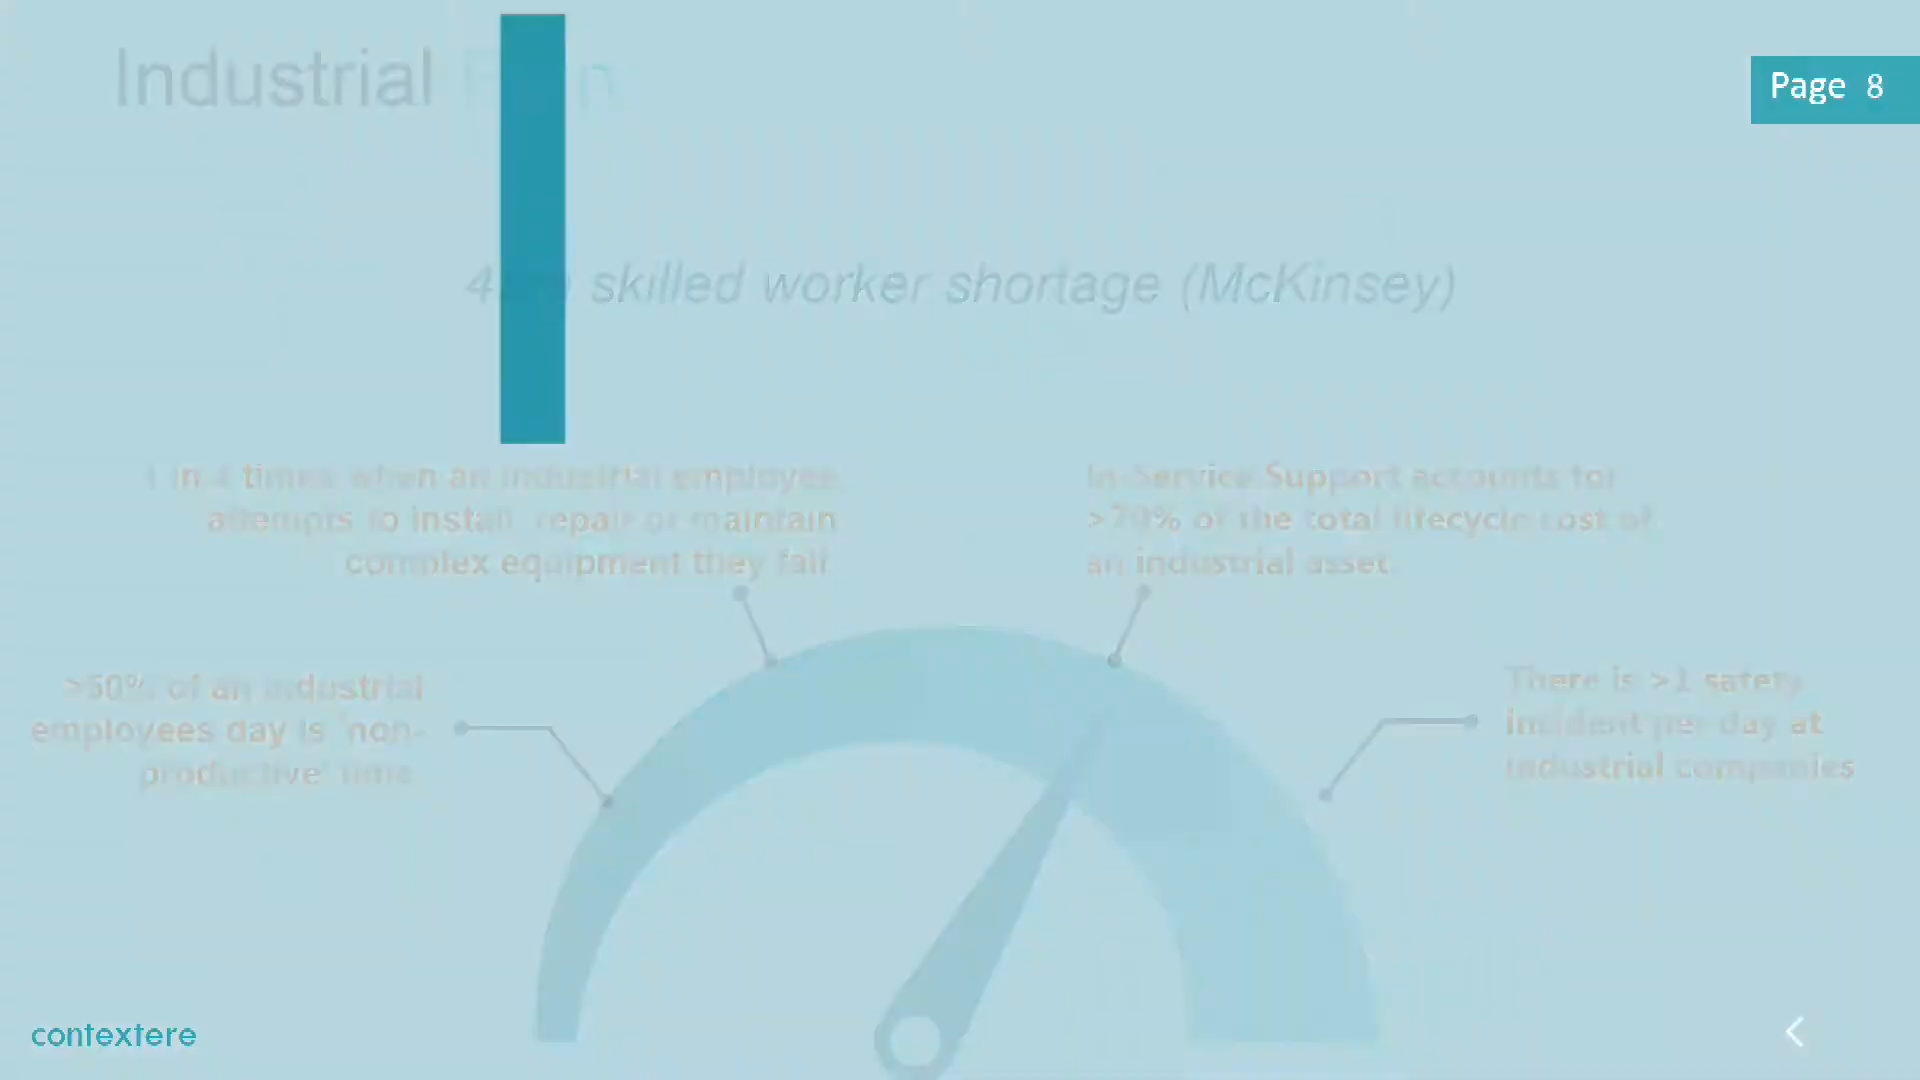 Industrial
Page 8
skilled worker shortage (McKinsey)
in times when an industrial employee
attempts to install, repair or maintain
complex equipment they fail.
In-Service Support accounts for
>70% of the total lifecycle cost of
an industrial asset.
>50% of an industrial
employees day is 'non-
productive' time.
There is >1 safety
incident per day at
industrial companies
contextere